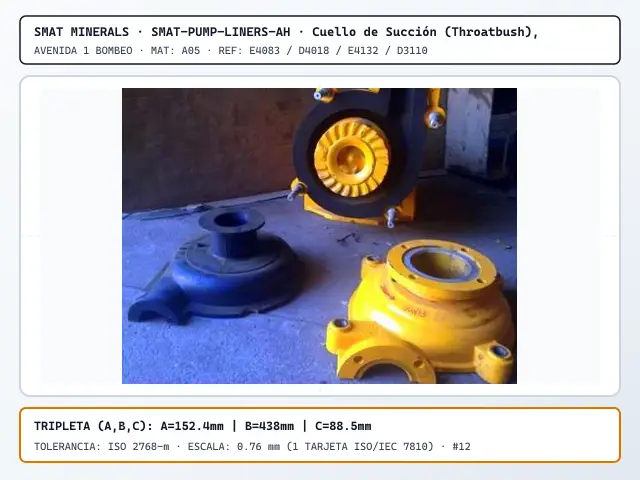 SMAT MINERALS · SMAT-PUMP-LINERS-AH · Cuello de Succión (Throatbush),
AVENIDA 1 BOMBEO · MAT: A05 · REF: E4083 / D4018 / E4132 / D3110
TRIPLETA (A,B,C): A=152.4mm | B=438mm | C=88.5mm
TOLERANCIA: ISO 2768-m · ESCALA: 0.76 mm (1 TARJETA ISO/IEC 7810) · #12